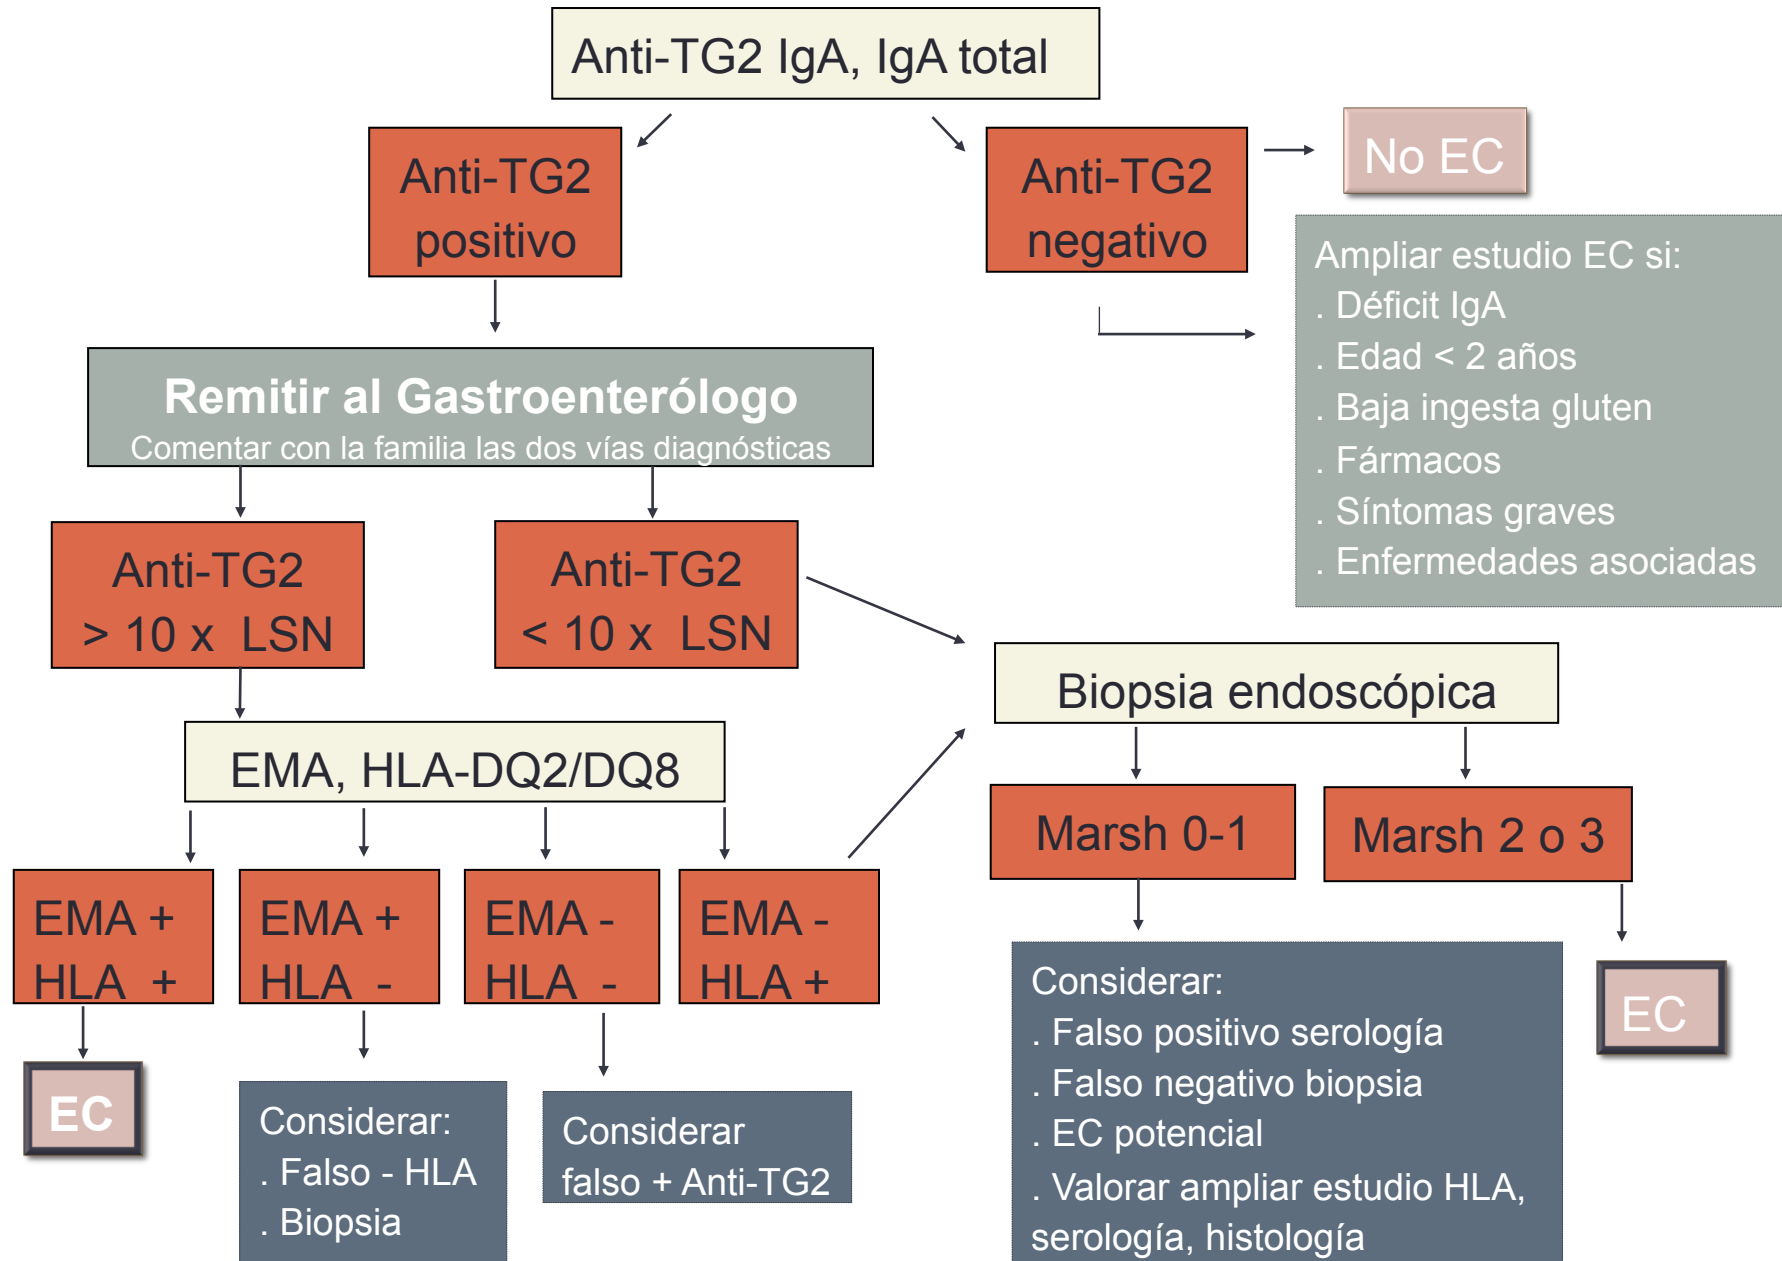 Anti-TG2 IgA, IgA total
Anti-TG2
positivo
Anti-TG2
negativo
No EC
Ampliar estudio EC si:
. Déficit IgA
. Edad < 2 años
. Baja ingesta gluten
. Fármacos
. Síntomas graves
. Enfermedades asociadas
Remitir al Gastroenterólogo
Comentar con la familia las dos vías diagnósticas
Anti-TG2
> 10 x LSN
Anti-TG2
< 10 x LSN
Biopsia endoscópica
EMA, HLA-DQ2/DQ8
Marsh 0-1
Marsh 2 o 3
EMA +
HLA +
EMA +
HLA -
EMA -
HLA -
EMA -
HLA +
EC
Considerar:
. Falso - HLA
. Biopsia
Considerar
falso + Anti-TG2
Considerar:
. Falso positivo serología
. Falso negativo biopsia
. EC potencial
. Valorar ampliar estudio HLA,
serología, histología
EC